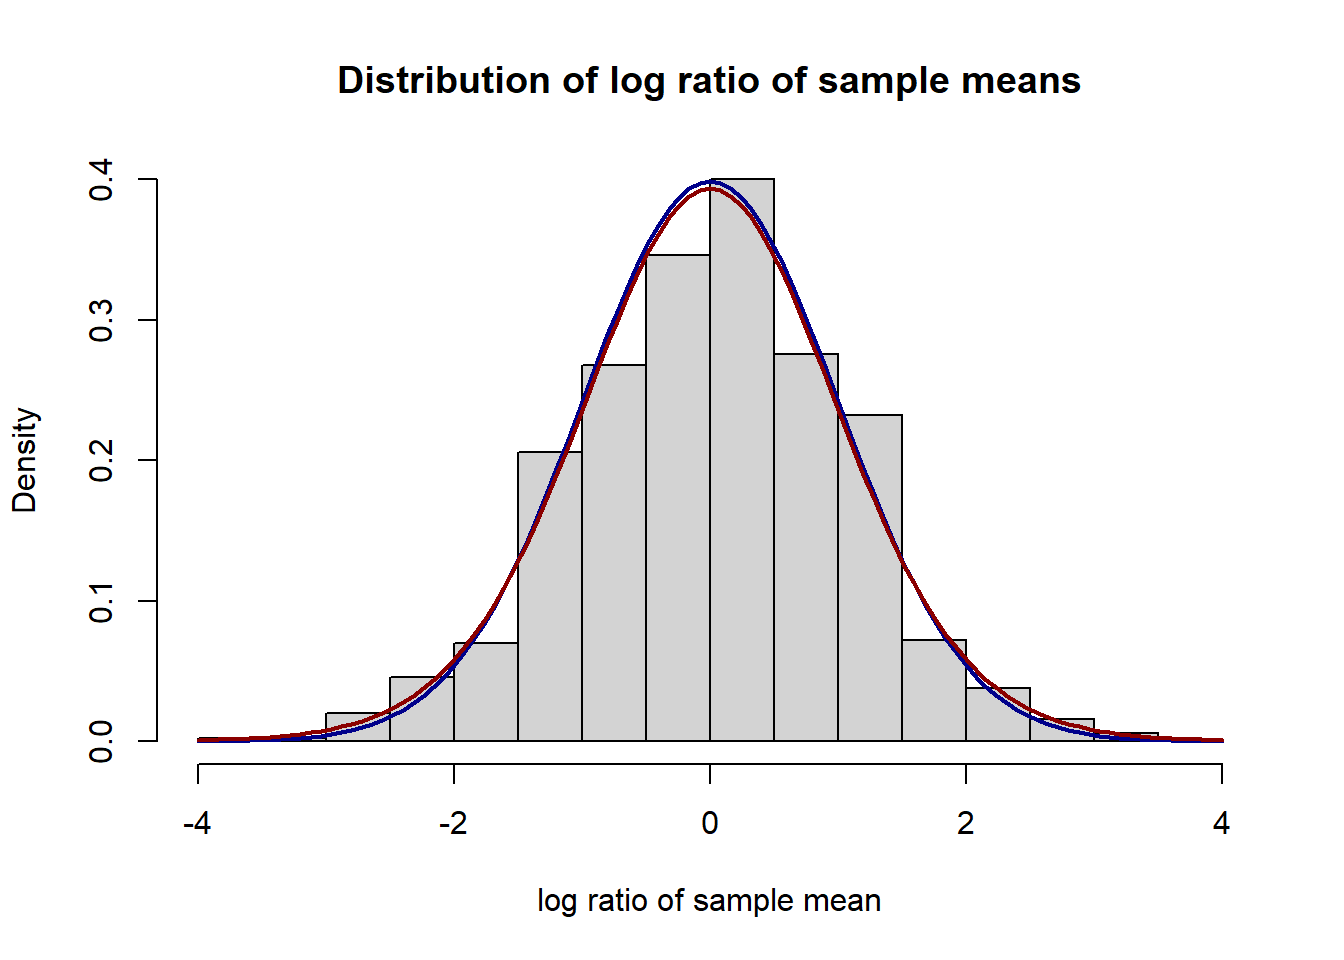 Distribution of log ratio of sample means
Density
0.4
0.3
0.2
0.1
0.0
-4 -2 0 2 4
log ratio of sample mean